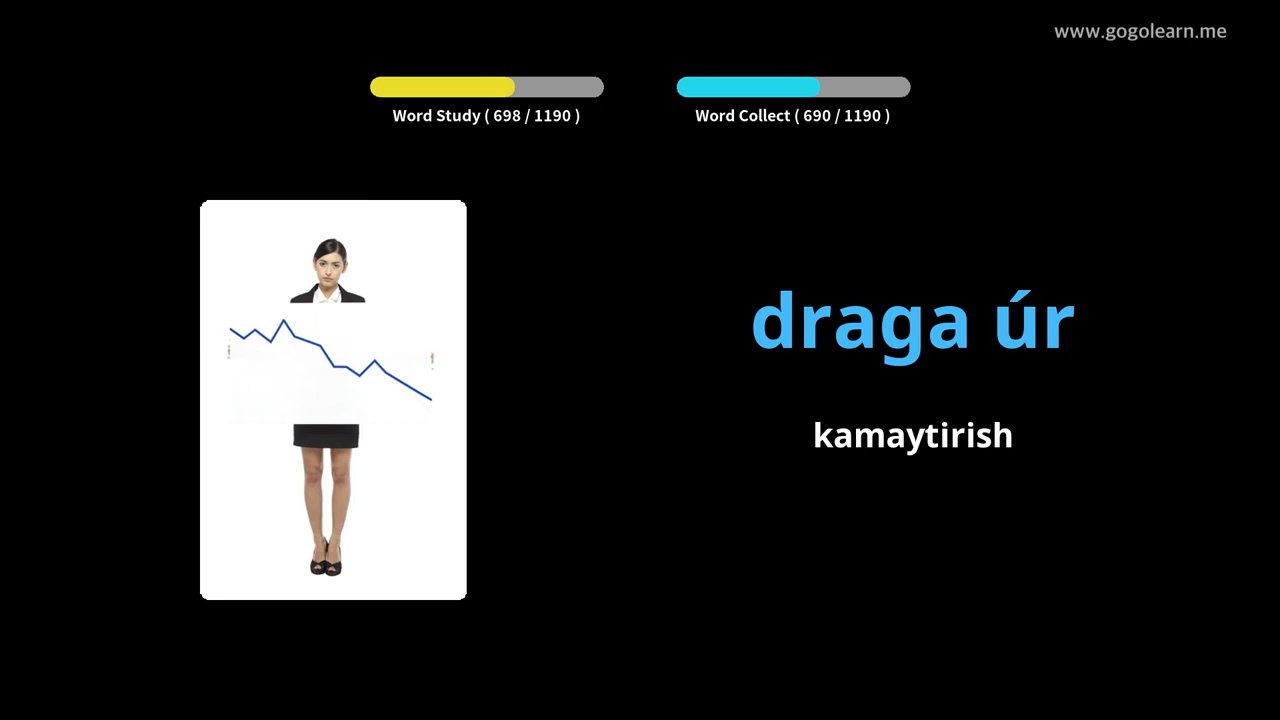 www.gogolearn.me
Word Study ( 698 / 1190 )
Word Collect ( 690 / 1190 )
draga úr
kamaytirish